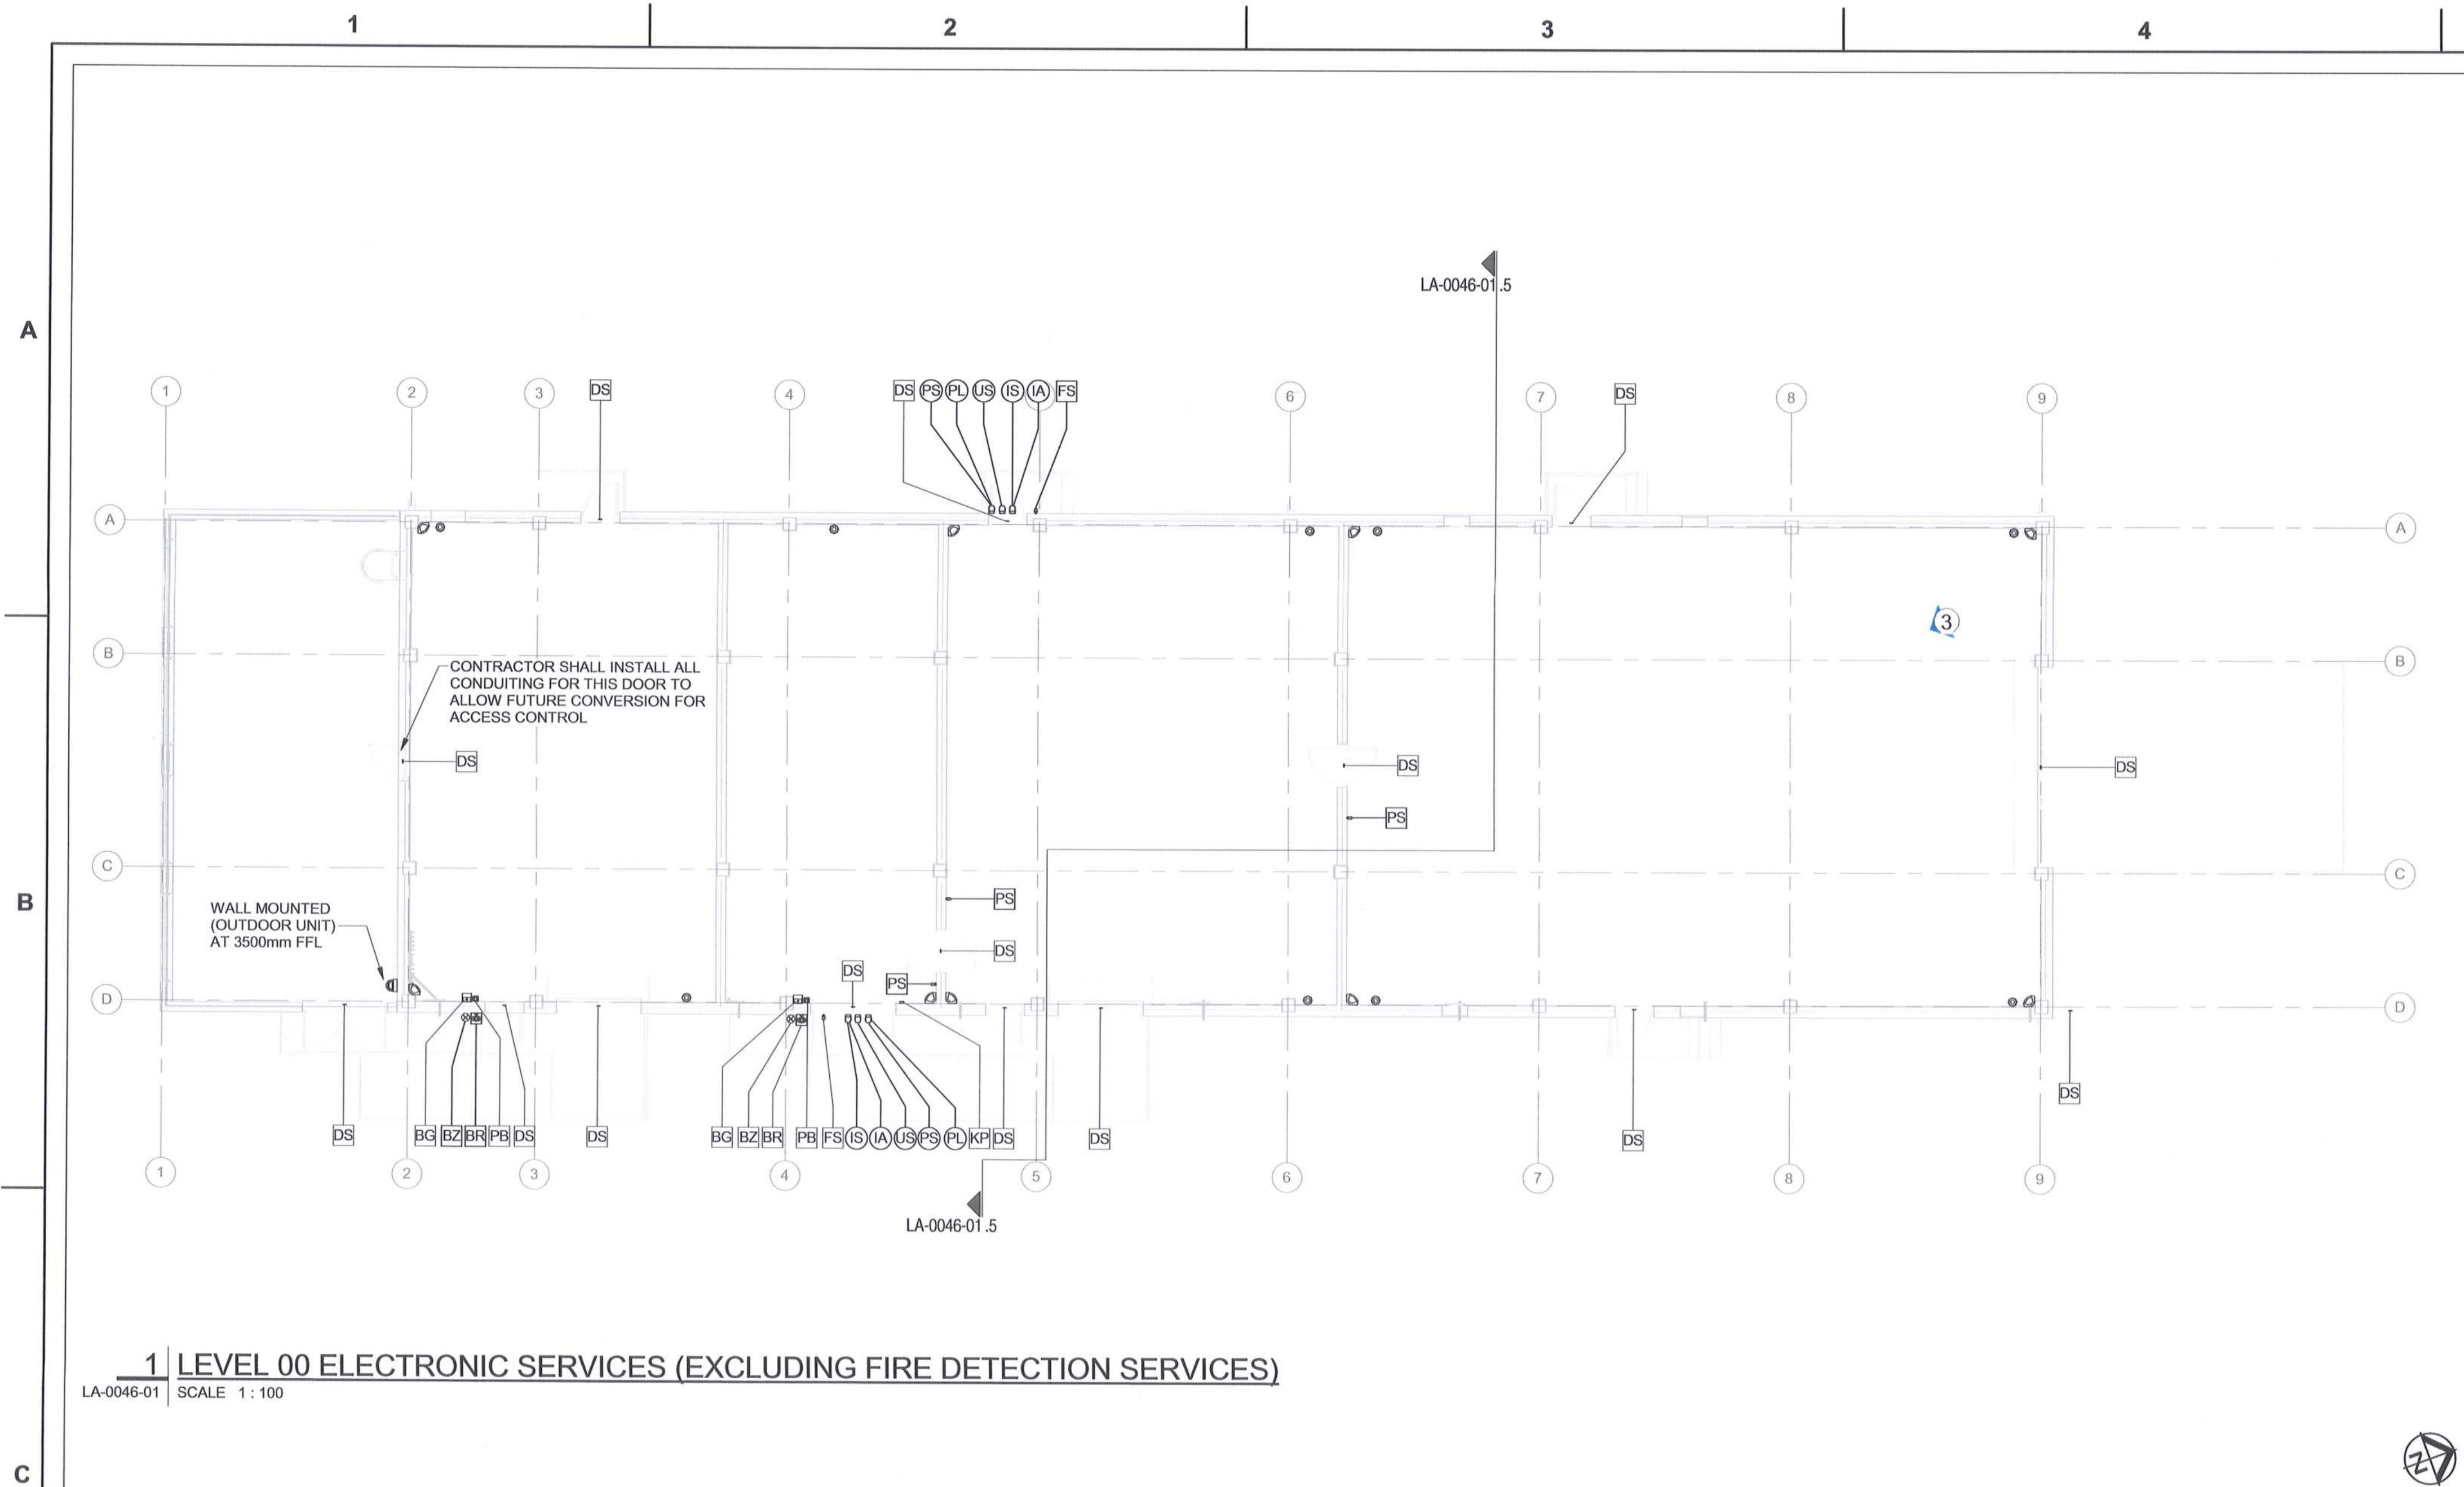 1 2 3 4
A
LA-0046-01.5
1 2 3 DS 4 DS PS PL US IS IA FS 6 7 DS 8 9
A A
3
B B
CONTRACTOR SHALL INSTALL ALL
CONDUITING FOR THIS DOOR TO
ALLOW FUTURE CONVERSION FOR
ACCESS CONTROL
DS DS DS
PS
C C
B
PS
WALL MOUNTED
(OUTDOOR UNIT)
AT 3500mm FFL
DS
DS PS
D D
DS
DS BG BZ BR PB DS DS BG BZ BR PB FS IS IA US PS PL KP DS DS DS
1 2 3 4 5 6 7 8 9
LA-0046-01.5
1 LEVEL 00 ELECTRONIC SERVICES (EXCLUDING FIRE DETECTION SERVICES)
LA-0046-01 SCALE 1 : 100
C
N